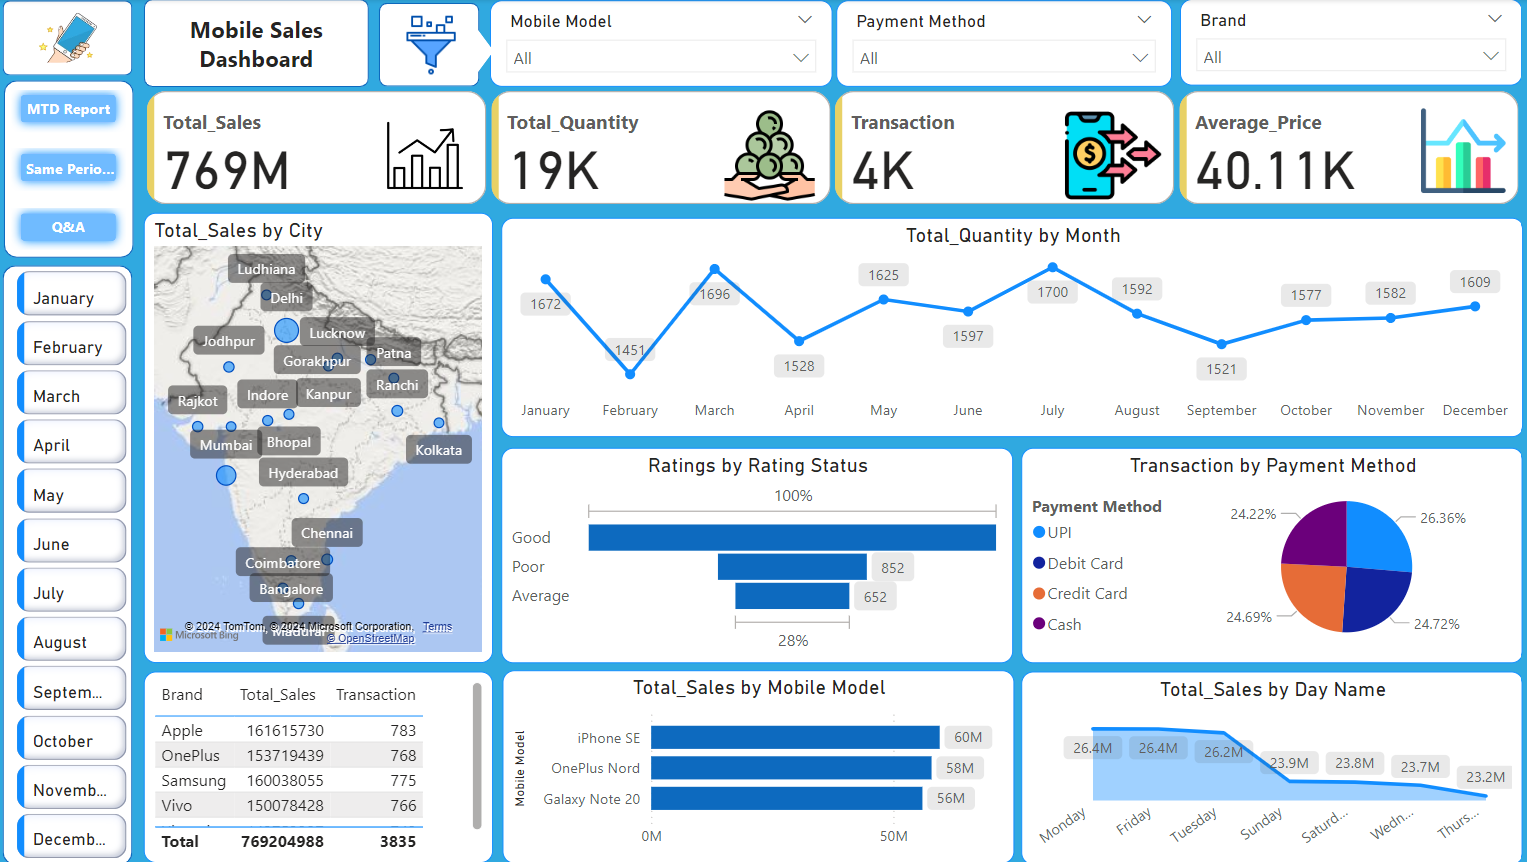 Mobile Sales
Dashboard
Mobile Model
All
Payment Method
All
Brand
All
MTD Report
Same Perio...
Q&A
Total_Sales
769M
Total_Quantity
19K
Transaction
4K
Average_Price
40.11K
January
February
March
April
May
June
July
August
Septem...
October
Novemb...
Decemb...
Total_Sales by City
Ludhiana
Delhi
Lucknow
Jodhpur
Gorakhpur
Patna
Ranchi
Rajkot
Indore
Kanpur
Mumbai
Bhopal
Kolkata
Hyderabad
Chennai
Coimbatore
Bangalore
Madurai
© 2024 TomTom, © 2024 Microsoft Corporation, Terms
Microsoft Bing
© OpenStreetMap
Total_Quantity by Month
1672
1451
1696
1528
1625
1597
1700
1592
1521
1577
1582
1609
January February March April May June July August September October November December
Ratings by Rating Status
100%
Good
Poor 852
Average 652
28%
Transaction by Payment Method
Payment Method
UPI
Debit Card
Credit Card
Cash
24.22%
26.36%
24.69%
24.72%
Brand Total_Sales Transaction
Apple 161615730 783
OnePlus 153719439 768
Samsung 160038055 775
Vivo 150078428 766
Total 769204988 3835
Total_Sales by Mobile Model
Mobile Model
iPhone SE 60M
OnePlus Nord 58M
Galaxy Note 20 56M
0M 50M
Total_Sales by Day Name
26.4M 26.4M 26.2M 23.9M 23.8M 23.7M 23.2M
Monday Friday Tuesday Sunday Saturd... Wedn... Thurs...